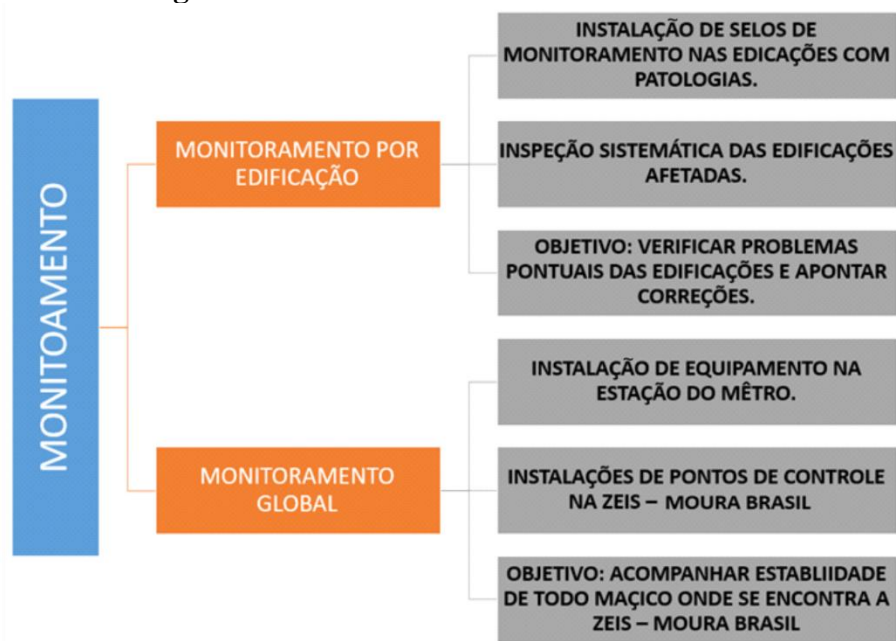 MONITOAMENTO
MONITORAMENTO POR
EDIFICAÇÃO
INSTALAÇÃO DE SELOS DE
MONITORAMENTO NAS EDICAÇÕES COM
PATOLOGIAS.
INSPEÇÃO SISTEMÁTICA DAS EDIFICAÇÕES
AFETADAS.
OBJETIVO: VERIFICAR PROBLEMAS
PONTUAIS DAS EDIFICAÇÕES E APONTAR
CORREÇÕES.
MONITORAMENTO
GLOBAL
INSTALAÇÃO DE EQUIPAMENTO NA
ESTAÇÃO DO MÊTRO.
INSTALAÇÕES DE PONTOS DE CONTROLE
NA ZEIS – MOURA BRASIL
OBJETIVO: ACOMPANHAR ESTABLIIDADE
DE TODO MAÇICO ONDE SE ENCONTRA A
ZEIS – MOURA BRASIL